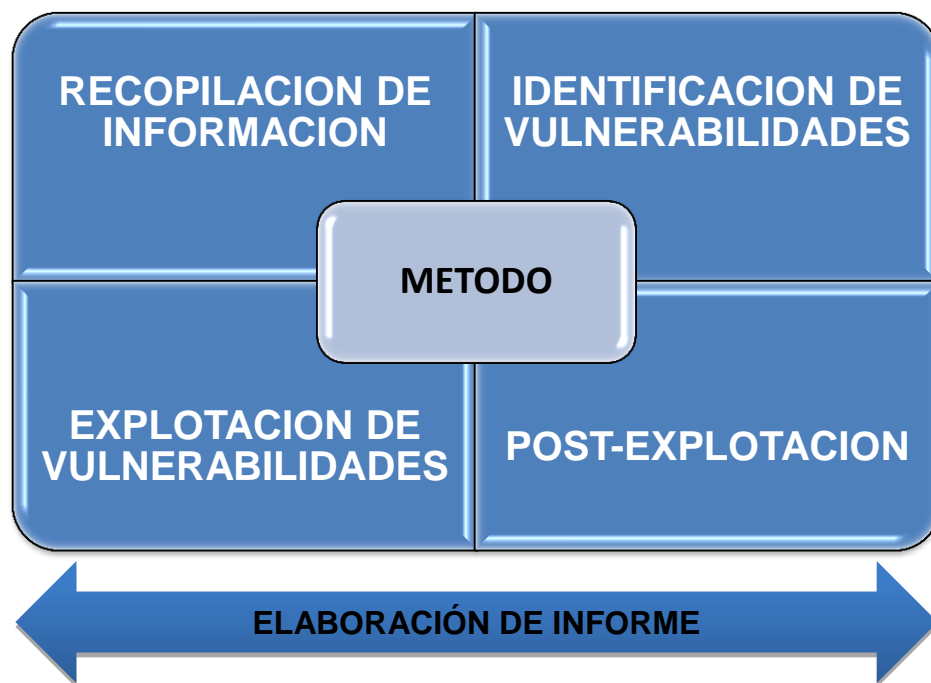 RECOPILACION DE
INFORMACION
IDENTIFICACION DE
VULNERABILIDADES
METODO
EXPLOTACION DE
VULNERABILIDADES
POST-EXPLOTACION
ELABORACIÓN DE INFORME